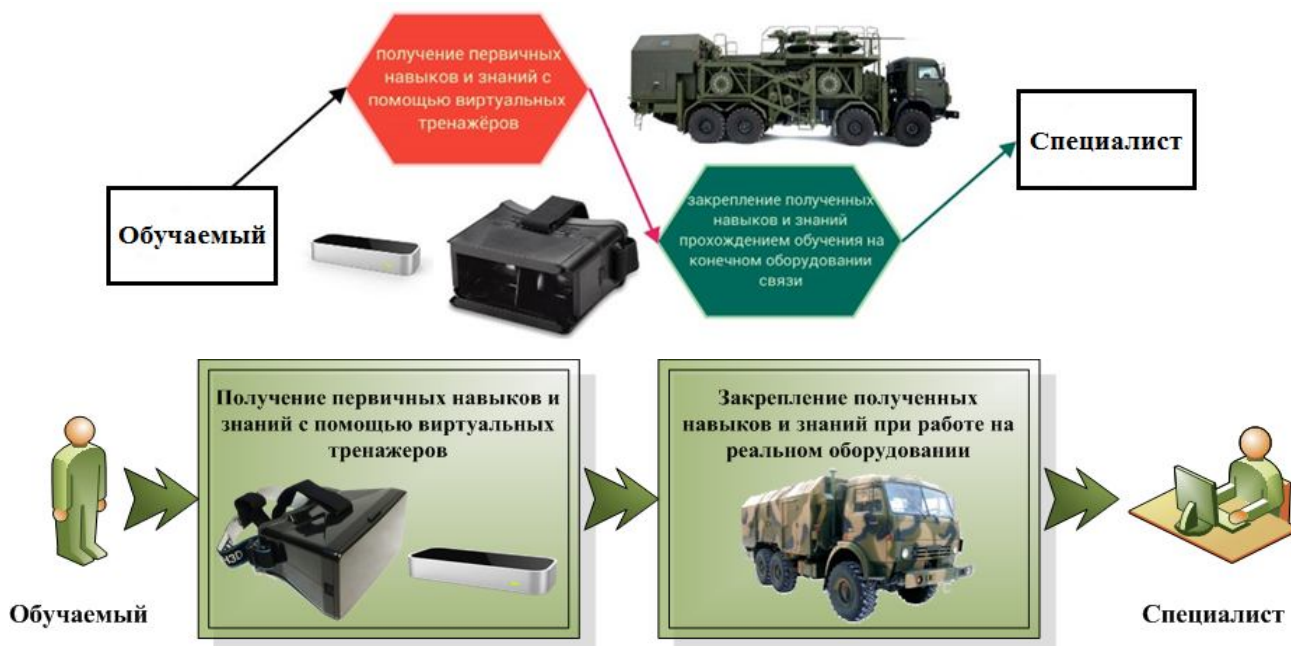 получение первичных
навыков и знаний с
помощью виртуальных
тренажёров
Специалист
Обучаемый
закрепление полученных
навыков и знаний
прохождением обучения на
конечном оборудовании
связи
Получение первичных навыков и
знаний с помощью виртуальных
тренажеров
Закрепление полученных
навыков и знаний при работе на
реальном оборудовании
Обучаемый
Специалист